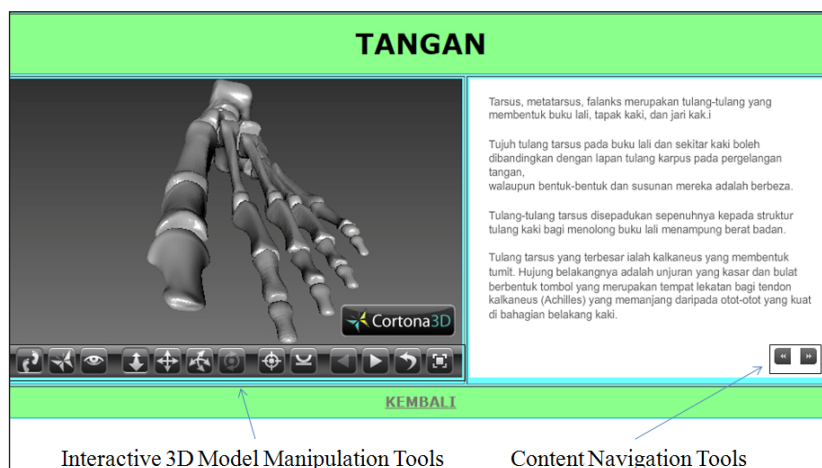 TANGAN
Tarsus, metatarsus, falanks merupakan tulang-tulang yang
membentuk buku lali, tapak kaki, dan jari kak.i
Tujuh tulang tarsus pada buku lali dan sekitar kaki boleh
dibandingkan dengan lapan tulang karpus pada pergelangan
tangan,
walaupun bentuk-bentuk dan susunan mereka adalah berbeza.
Tulang-tulang tarsus disepadukan sepenuhnya kepada struktur
tulang kaki bagi menolong buku lali menampung berat badan.
Tulang tarsus yang terbesar ialah kalkaneus yang membentuk
tumit. Hujung belakangnya adalah unjuran yang kasar dan bulat
berbentuk tombol yang merupakan tempat lekatan bagi tendon
kalkaneus (Achilles) yang memanjang daripada otot-otot yang kuat
di bahagian belakang kaki.
Cortona3D
KEMBALI
Interactive 3D Model Manipulation Tools
Content Navigation Tools